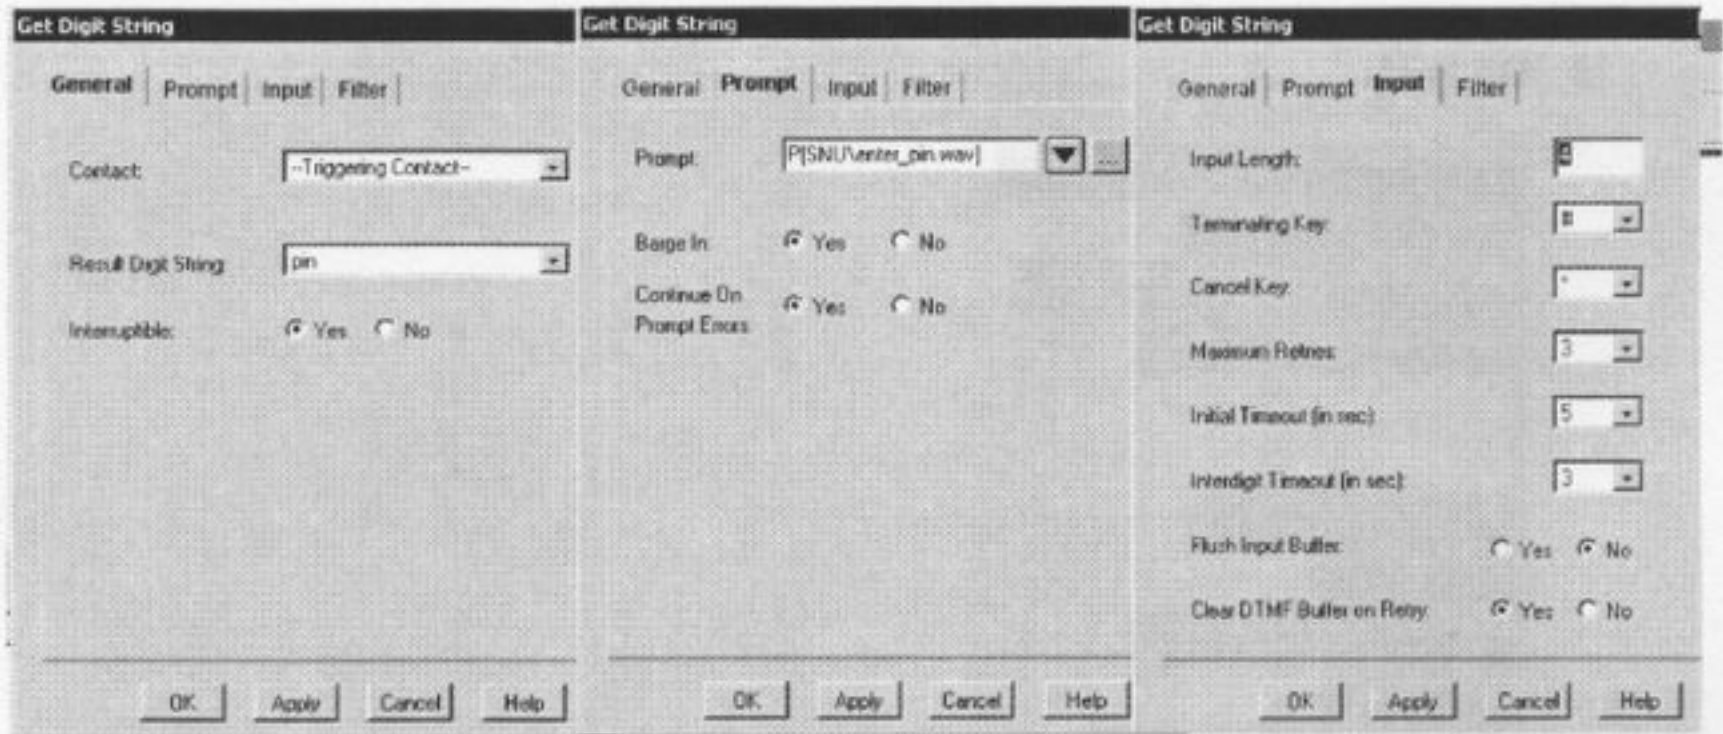 Get Digit String
General Prompt Input Filter
Contact: --Triggering Contact--
Result Digit String: pin
Interruptible: Yes No
OK Apply Cancel Help
Get Digit String
General Prompt Input Filter
Prompt: P[SNU\enter_pin.wav] ...
Barge In: Yes No
Continue On
Prompt Errors: Yes No
OK Apply Cancel Help
Get Digit String
General Prompt Input Filter
Input Length:
Terminating Key: #
Cancel Key: *
Maximum Retries: 3
Initial Timeout (in sec): 5
Interdigit Timeout (in sec): 3
Flush Input Buffer: Yes No
Clear DTMF Buffer on Retry: Yes No
OK Apply Cancel Help